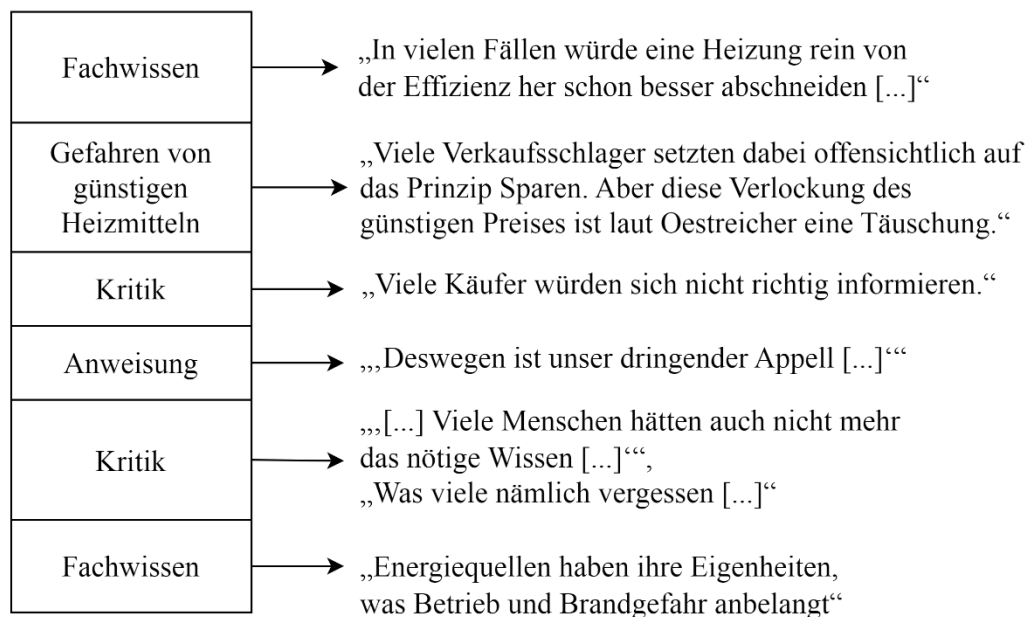 Fachwissen
„In vielen Fällen würde eine Heizung rein von
der Effizienz her schon besser abschneiden [...]“
Gefahren von
günstigen
Heizmitteln
„Viele Verkaufsschlager setzten dabei offensichtlich auf
das Prinzip Sparen. Aber diese Verlockung des
günstigen Preises ist laut Oestreicher eine Täuschung.“
Kritik
„Viele Käufer würden sich nicht richtig informieren.“
Anweisung
„‚Deswegen ist unser dringender Appell [...]‘“
Kritik
„‚[...] Viele Menschen hätten auch nicht mehr
das nötige Wissen [...]‘“,
„Was viele nämlich vergessen [...]“
Fachwissen
„Energiequellen haben ihre Eigenheiten,
was Betrieb und Brandgefahr anbelangt“